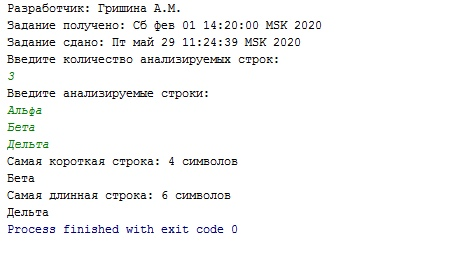 Разработчик: Гришина А.М.
Задание получено: Сб фев 01 14:20:00 MSK 2020
Задание сдано: Пт май 29 11:24:39 MSK 2020
Введите количество анализируемых строк:
3
Введите анализируемые строки:
Альфа
Бета
Дельта
Самая короткая строка: 4 символов
Бета
Самая длинная строка: 6 символов
Дельта
Process finished with exit code 0